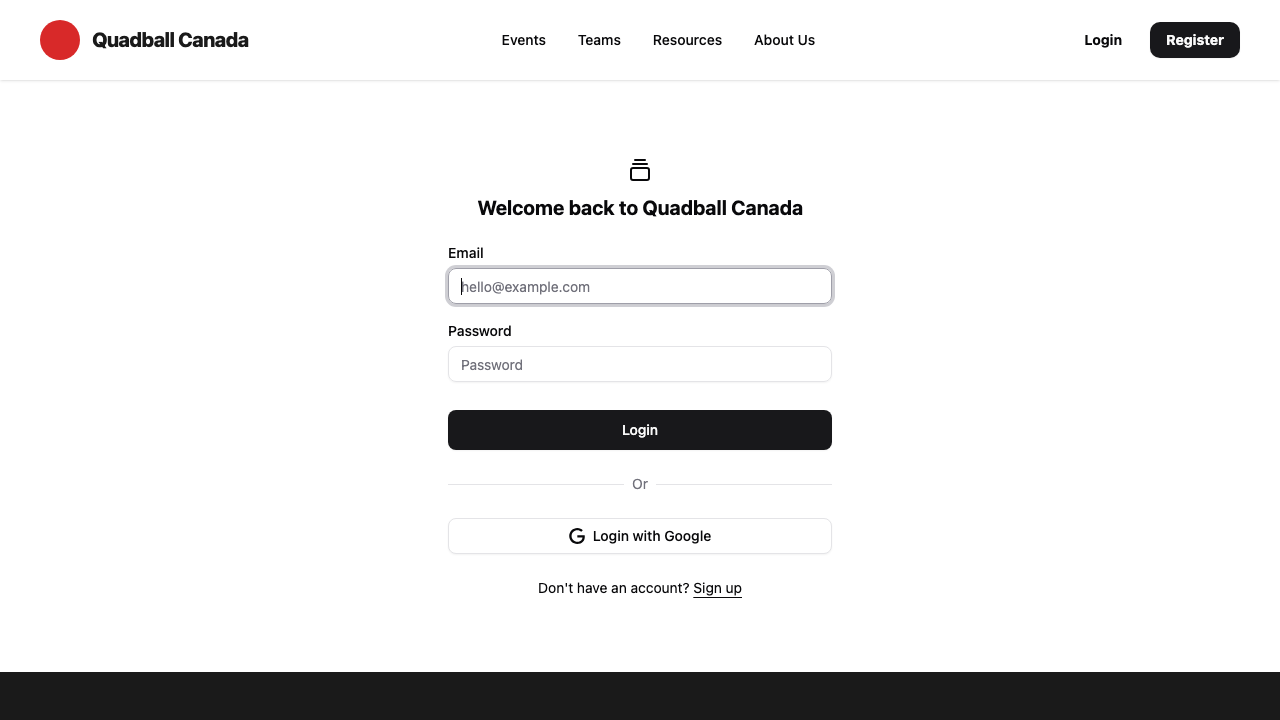 Quadball Canada
Events
Teams
Resources
About Us
Login
Register
Welcome back to Quadball Canada
Email
hello@example.com
Password
Password
Login
Or
Login with Google
Don't have an account? Sign up